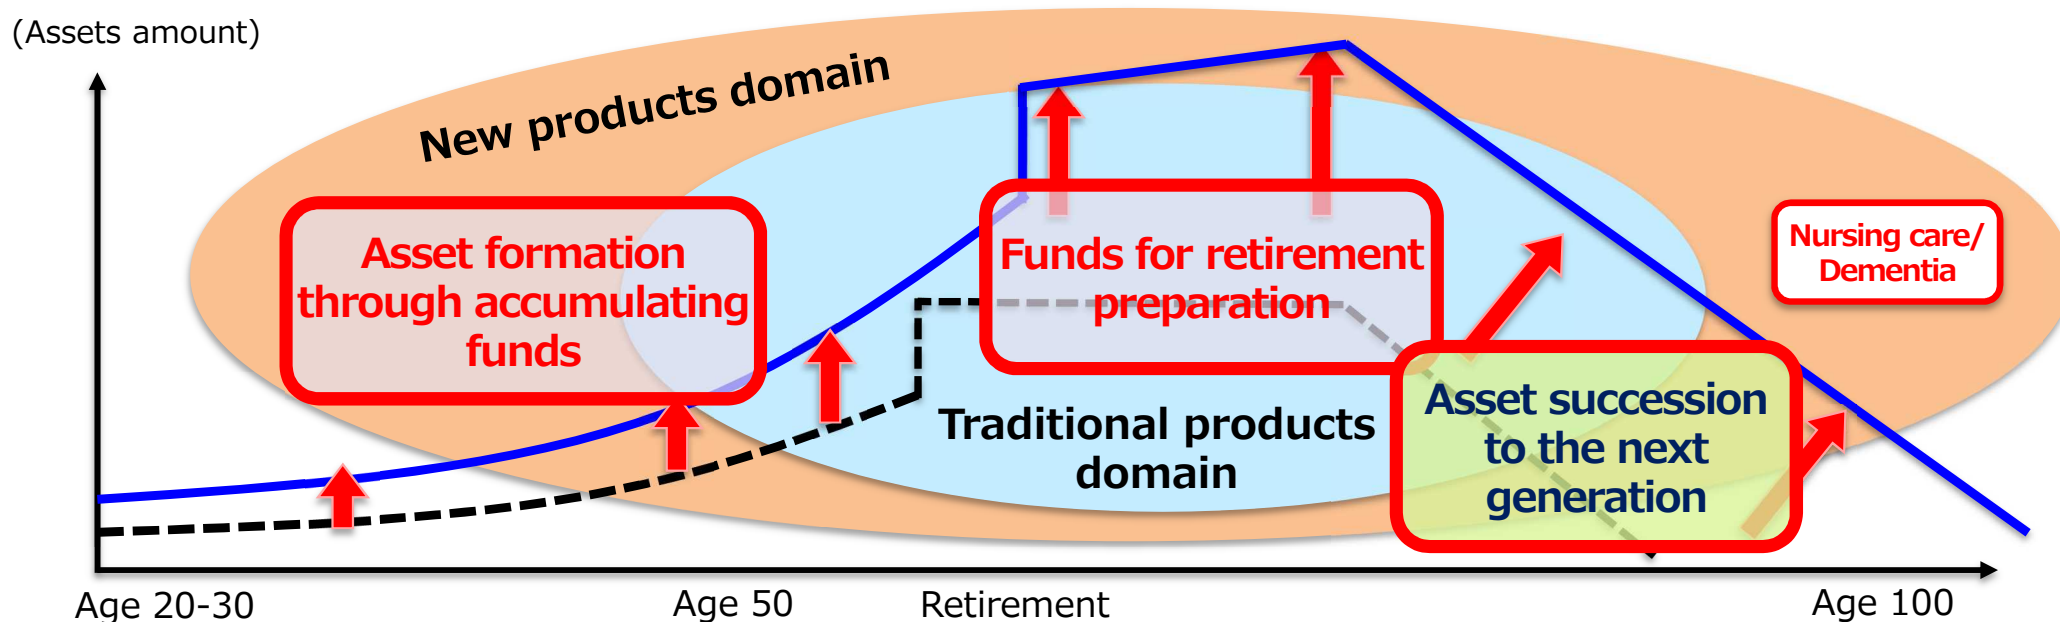 (Assets amount)
New products domain
Asset formation
through accumulating
funds
Funds for retirement
preparation
Nursing care/
Dementia
Traditional products
domain
Asset succession
to the next
generation
Age 20-30
Age 50
Retirement
Age 100